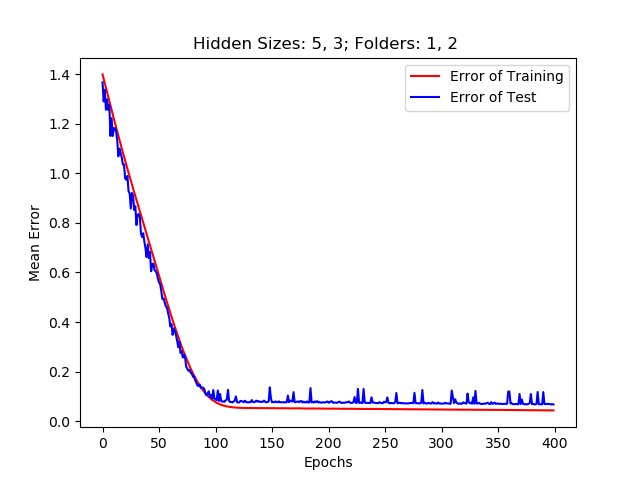 Hidden Sizes: 5, 3; Folders: 1, 2
Error of Training
Error of Test
Mean Error
1.4
1.2
1.0
0.8
0.6
0.4
0.2
0.0
0 50 100 150 200 250 300 350 400
Epochs